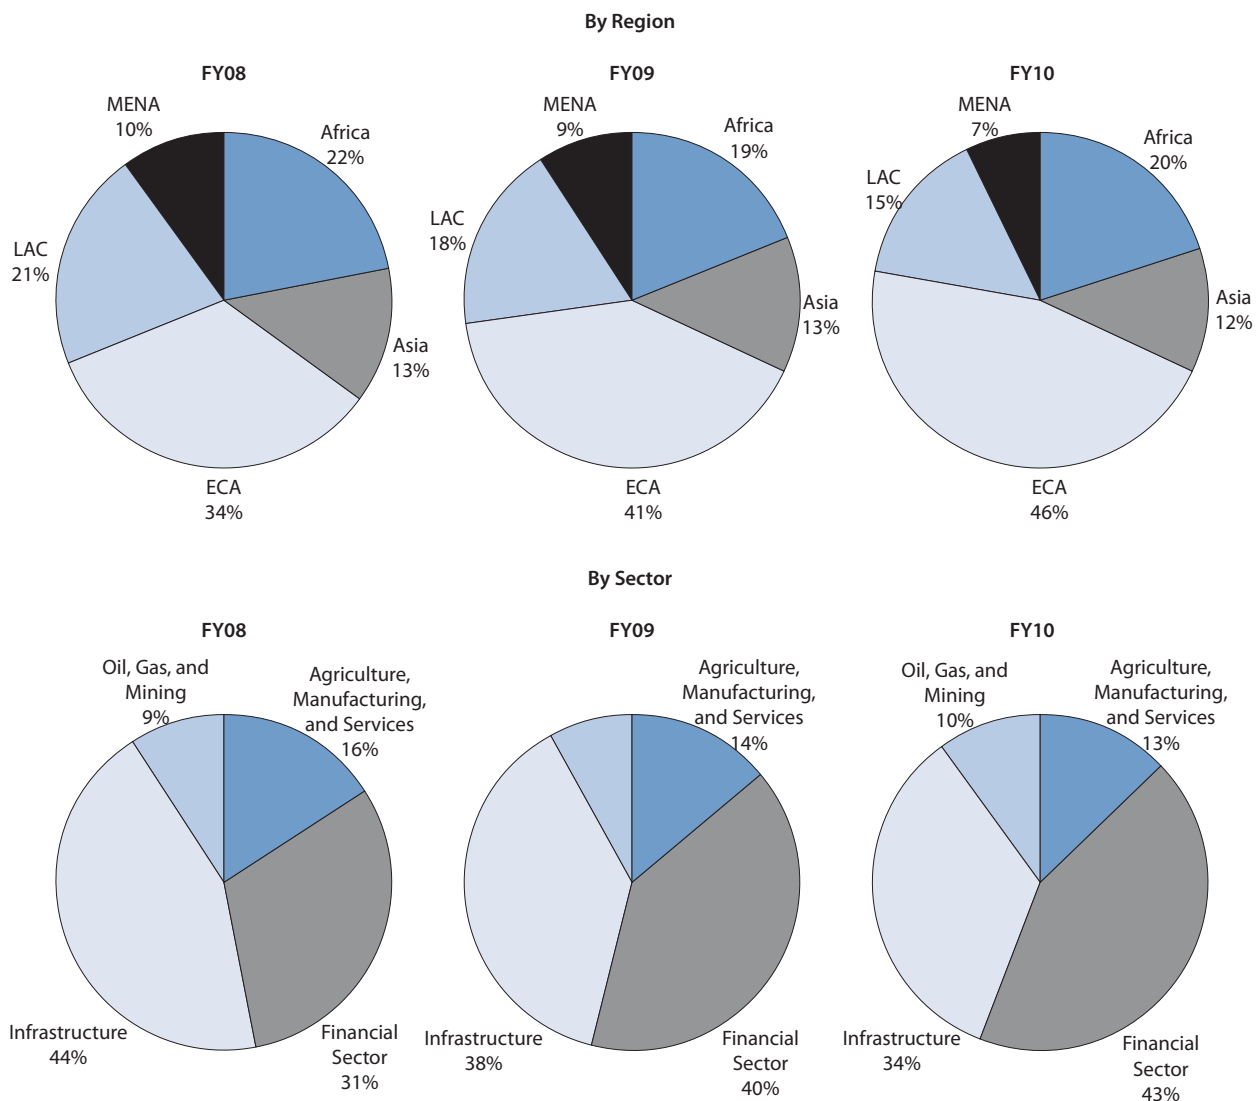 By Region
FY08
MENA
10%
Africa
22%
LAC
21%
Asia
13%
ECA
34%
FY09
MENA
9%
Africa
19%
LAC
18%
Asia
13%
ECA
41%
FY10
MENA
7%
Africa
20%
LAC
15%
Asia
12%
ECA
46%
By Sector
FY08
Oil, Gas, and
Mining
9%
Agriculture,
Manufacturing,
and Services
16%
Infrastructure
44%
Financial
Sector
31%
FY09
Agriculture,
Manufacturing,
and Services
14%
Infrastructure
38%
Financial
Sector
40%
FY10
Oil, Gas, and
Mining
10%
Agriculture,
Manufacturing,
and Services
13%
Infrastructure
34%
Financial
Sector
43%